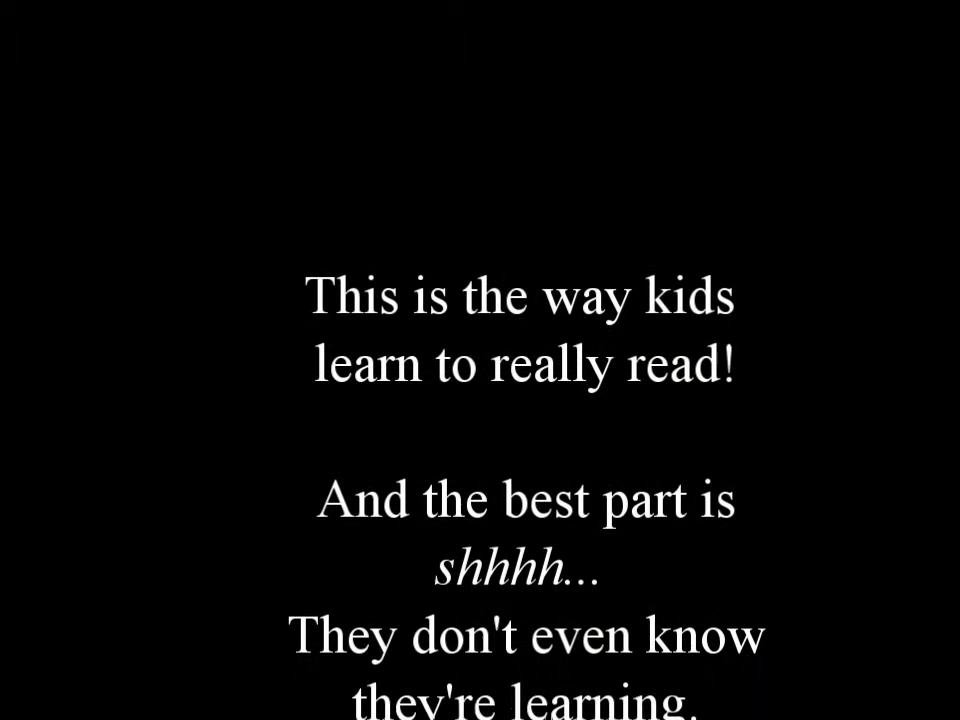 This is the way kids
learn to really read!
And the best part is
shhhh...
They don't even know
they're learning.